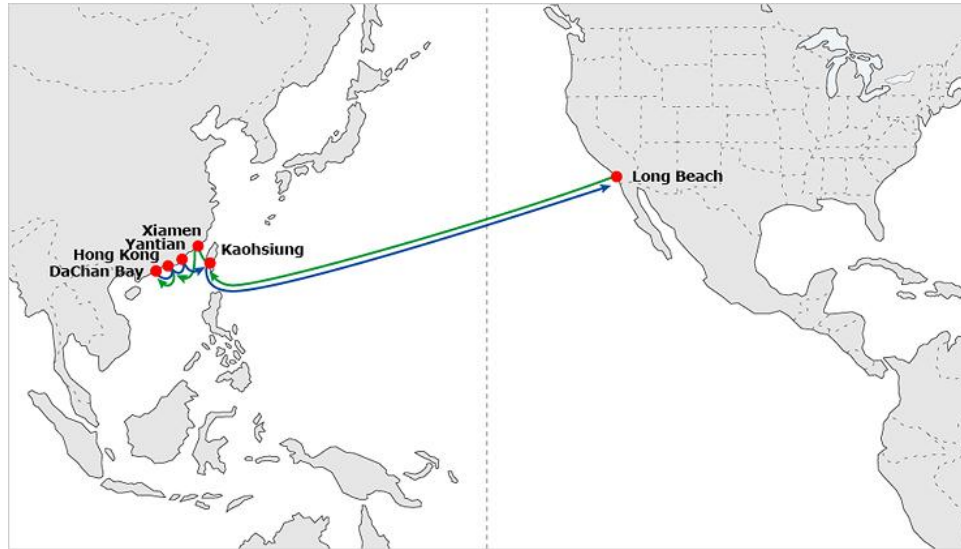 Xiamen
Yantian
Hong Kong
DaChan Bay
Kaohsiung
Long Beach